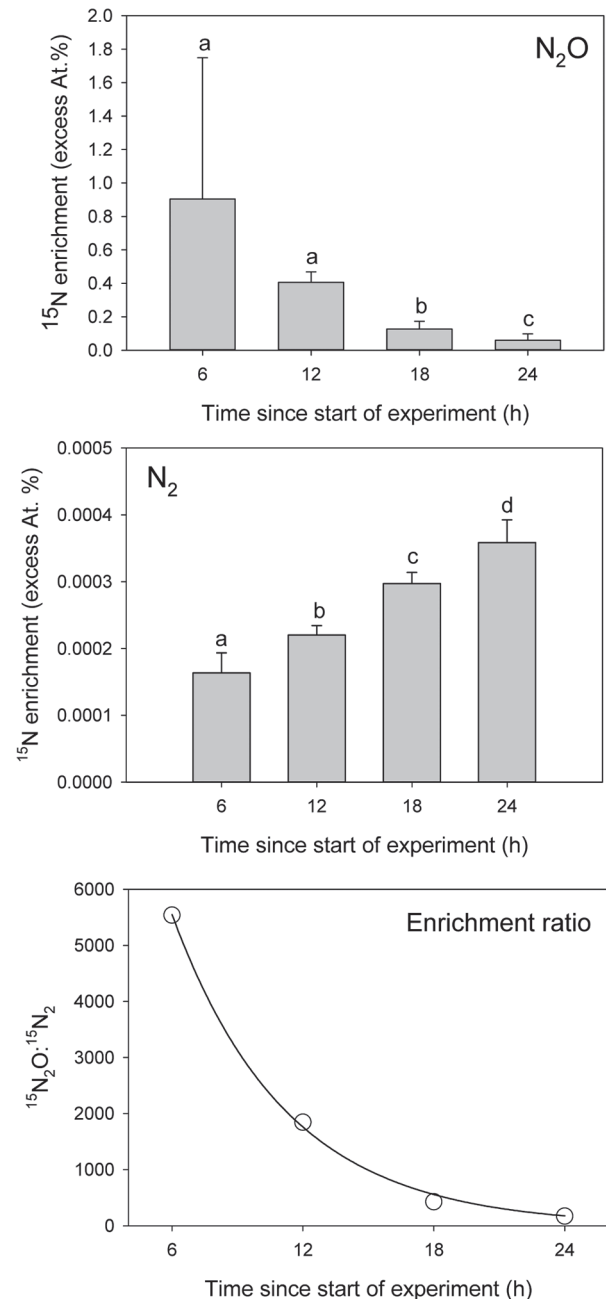 N₂O
¹⁵N enrichment (excess At.%)
2.0
1.8
1.6
1.4
1.2
1.0
0.8
0.6
0.4
0.2
0.0
a
a
b
c
6 12 18 24
Time since start of experiment (h)
N₂
¹⁵N enrichment (excess At. %)
0.0005
0.0004
0.0003
0.0002
0.0001
0.0000
a
b
c
d
6 12 18 24
Time since start of experiment (h)
Enrichment ratio
¹⁵N₂O:¹⁵N₂
6000
5000
4000
3000
2000
1000
0
6 12 18 24
Time since start of experiment (h)